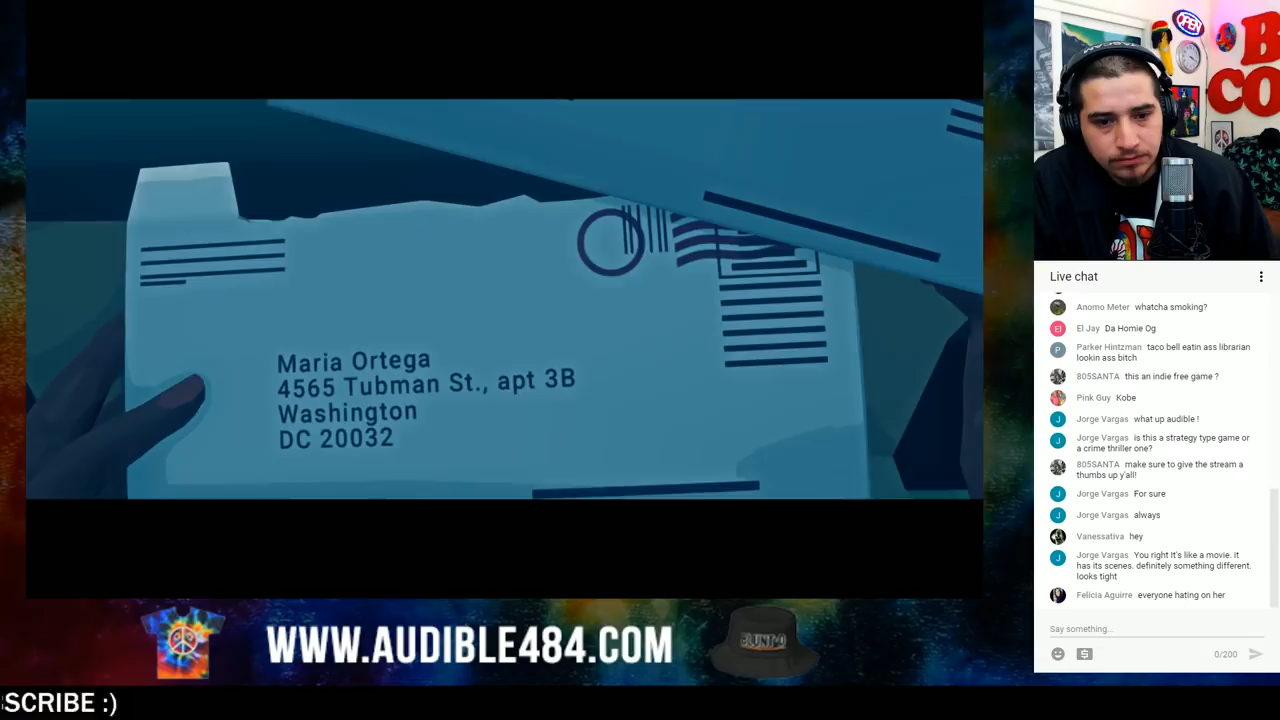 Maria Ortega
4565 Tubman St., apt 3B
Washington
DC 20032
WWW.AUDIBLE484.COM
BLUNT
SCRIBE :)
TASCAM
OPEN
B
CO
Live chat
Anomo Meter whatcha smoking?
El
El Jay Da Homie Og
P
Parker Hintzman taco bell eatin ass librarian
lookin ass bitch
805SANTA this an indie free game ?
Pink Guy Kobe
J
Jorge Vargas what up audible !
J
Jorge Vargas is this a strategy type game or
a crime thriller one?
805SANTA make sure to give the stream a
thumbs up y'all!
J
Jorge Vargas For sure
J
Jorge Vargas always
Vanessativa hey
J
Jorge Vargas You right It's like a movie. it
has its scenes. definitely something different.
looks tight
Felicia Aguirre everyone hating on her
Say something...
0/200